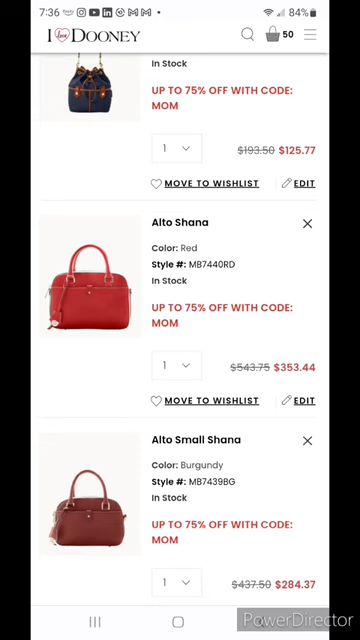 7:36
84%
I love DOONEY
50
In Stock
UP TO 75% OFF WITH CODE:
MOM
1
$193.50 $125.77
MOVE TO WISHLIST
EDIT
Alto Shana
Color: Red
Style #: MB7440RD
In Stock
UP TO 75% OFF WITH CODE:
MOM
1
$543.75 $353.44
MOVE TO WISHLIST
EDIT
Alto Small Shana
Color: Burgundy
Style #: MB7439BG
In Stock
UP TO 75% OFF WITH CODE:
MOM
1
$437.50 $284.37
PowerDirector